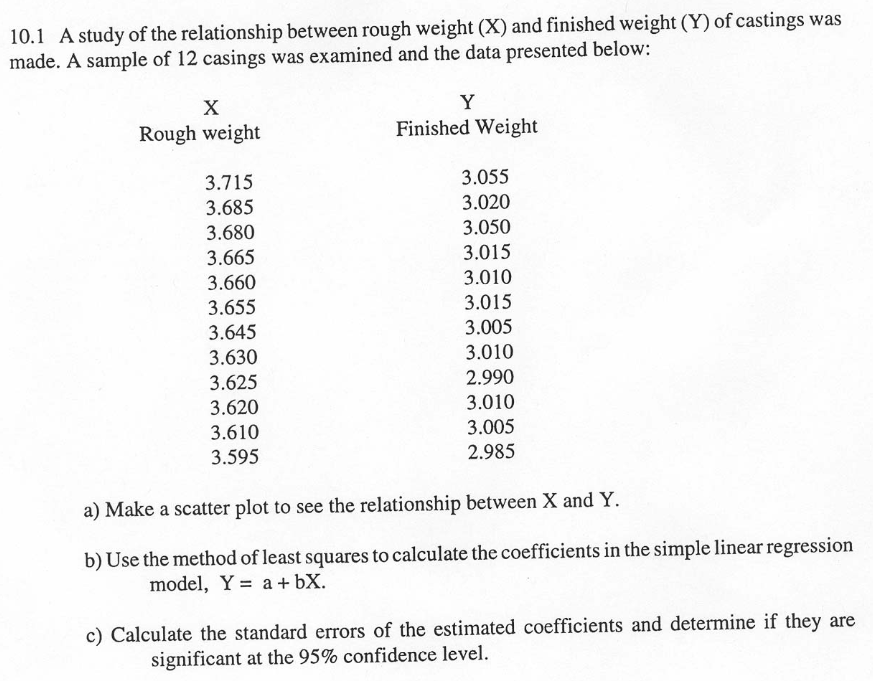 10.1 A study of the relationship between rough weight (X) and finished weight (Y) of castings was
made. A sample of 12 casings was examined and the data presented below:
X Y
Rough weight Finished Weight
3.715 3.055
3.685 3.020
3.680 3.050
3.665 3.015
3.660 3.010
3.655 3.015
3.645 3.005
3.630 3.010
3.625 2.990
3.620 3.010
3.610 3.005
3.595 2.985
a) Make a scatter plot to see the relationship between X and Y.
b) Use the method of least squares to calculate the coefficients in the simple linear regression
model, Y = a + bX.
c) Calculate the standard errors of the estimated coefficients and determine if they are
significant at the 95% confidence level.